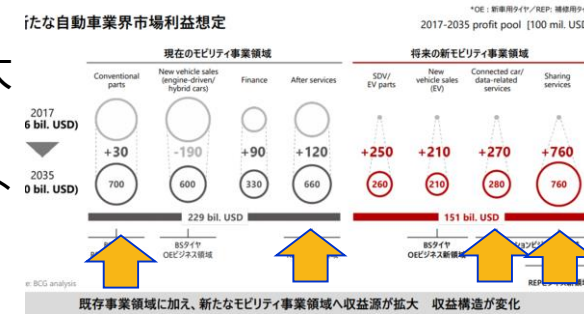 *OE：新車用タイヤ／REP：補修用タ
たな自動車業界市場利益想定
2017-2035 profit pool [100 mil. USD
現在のモビリティ事業領域
将来の新モビリティ事業領域
Conventional parts
New vehicle sales (engine-driven/ hybrid cars)
Finance
After services
SDV/ EV parts
New vehicle sales (EV)
Connected car/ data-related services
Sharing services
2017
6 bil. USD)
+30
-190
+90
+120
+250
+210
+270
+760
2035
0 bil. USD)
700
600
330
660
260
210
280
760
229 bil. USD
151 bil. USD
BSタイヤ
OEビジネス領域
BSタイヤ
OEビジネス新領域
e: BCG analysis
既存事業領域に加え、新たなモビリティ事業領域へ収益源が拡大　収益構造が変化